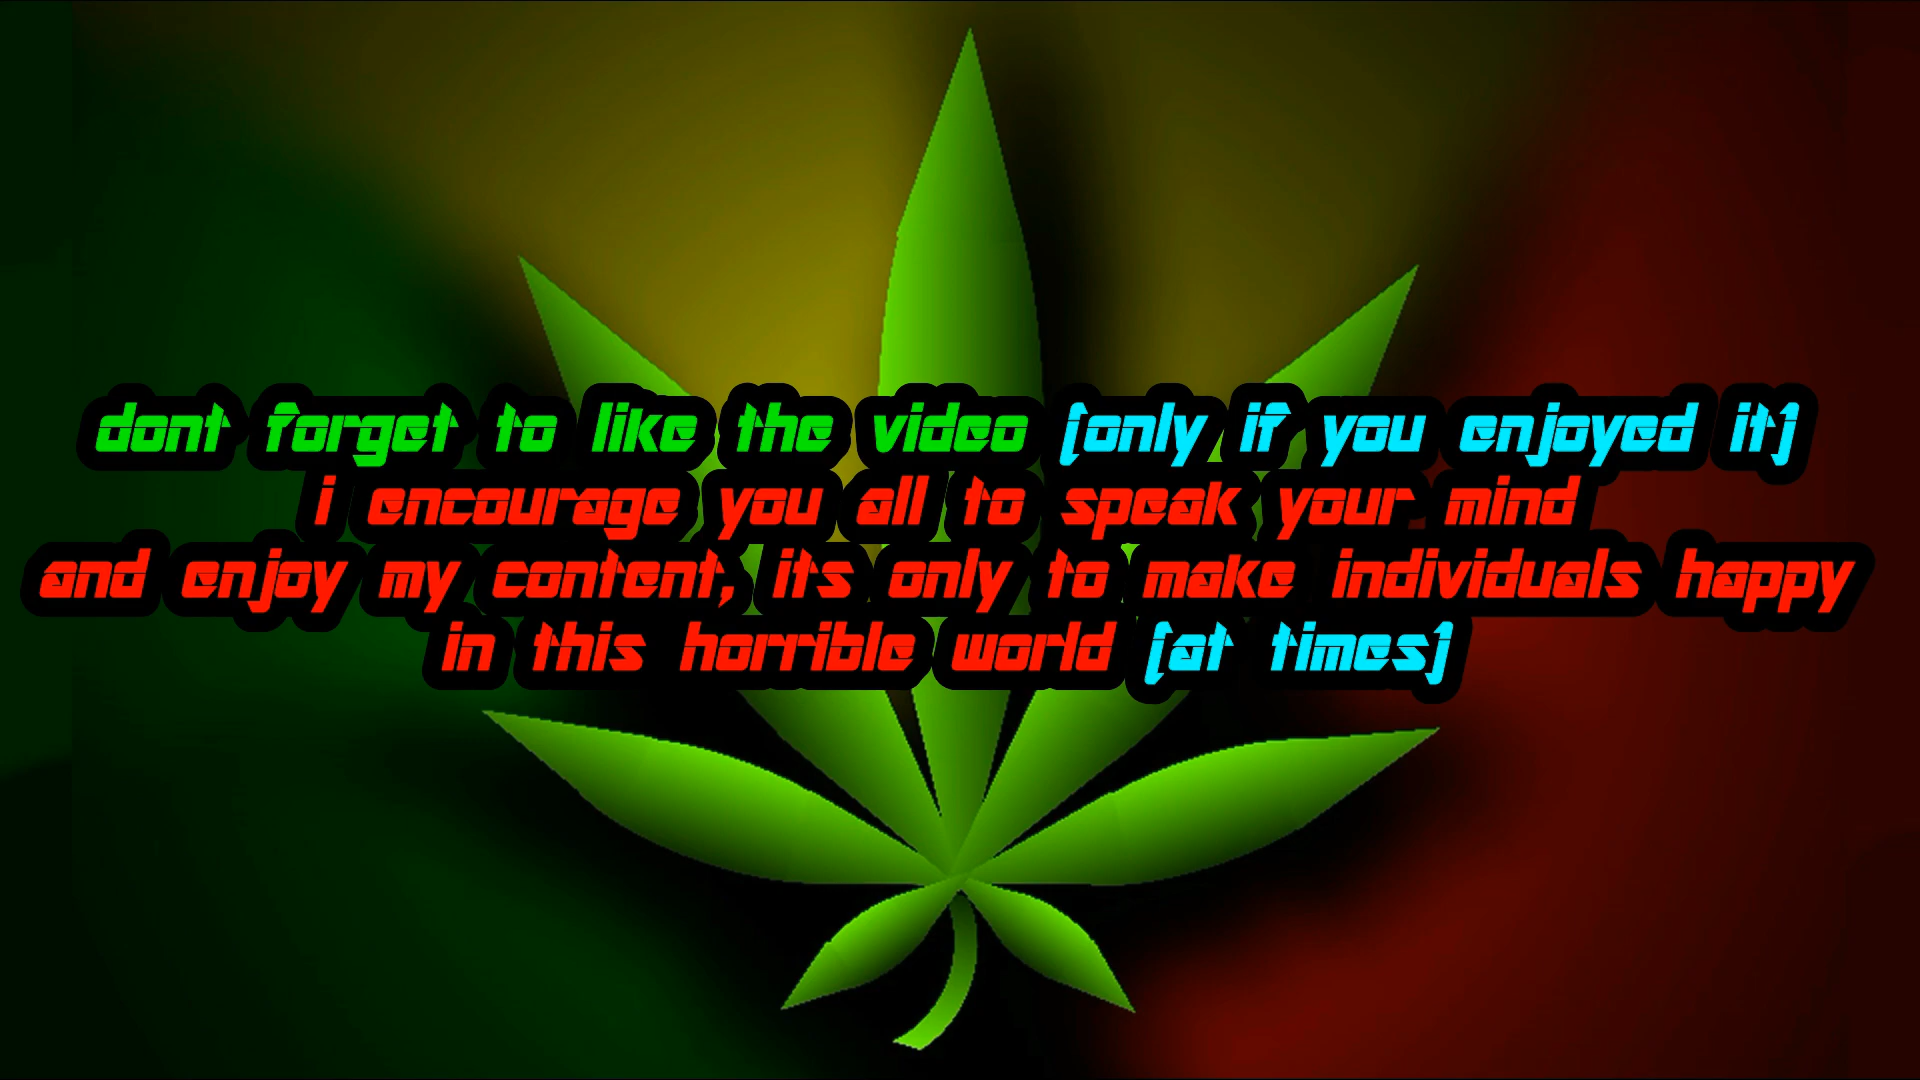 dont forget to like the video (only if you enjoyed it)
i encourage you all to speak your mind
and enjoy my content, its only to make individuals happy
in this horrible world (at times)